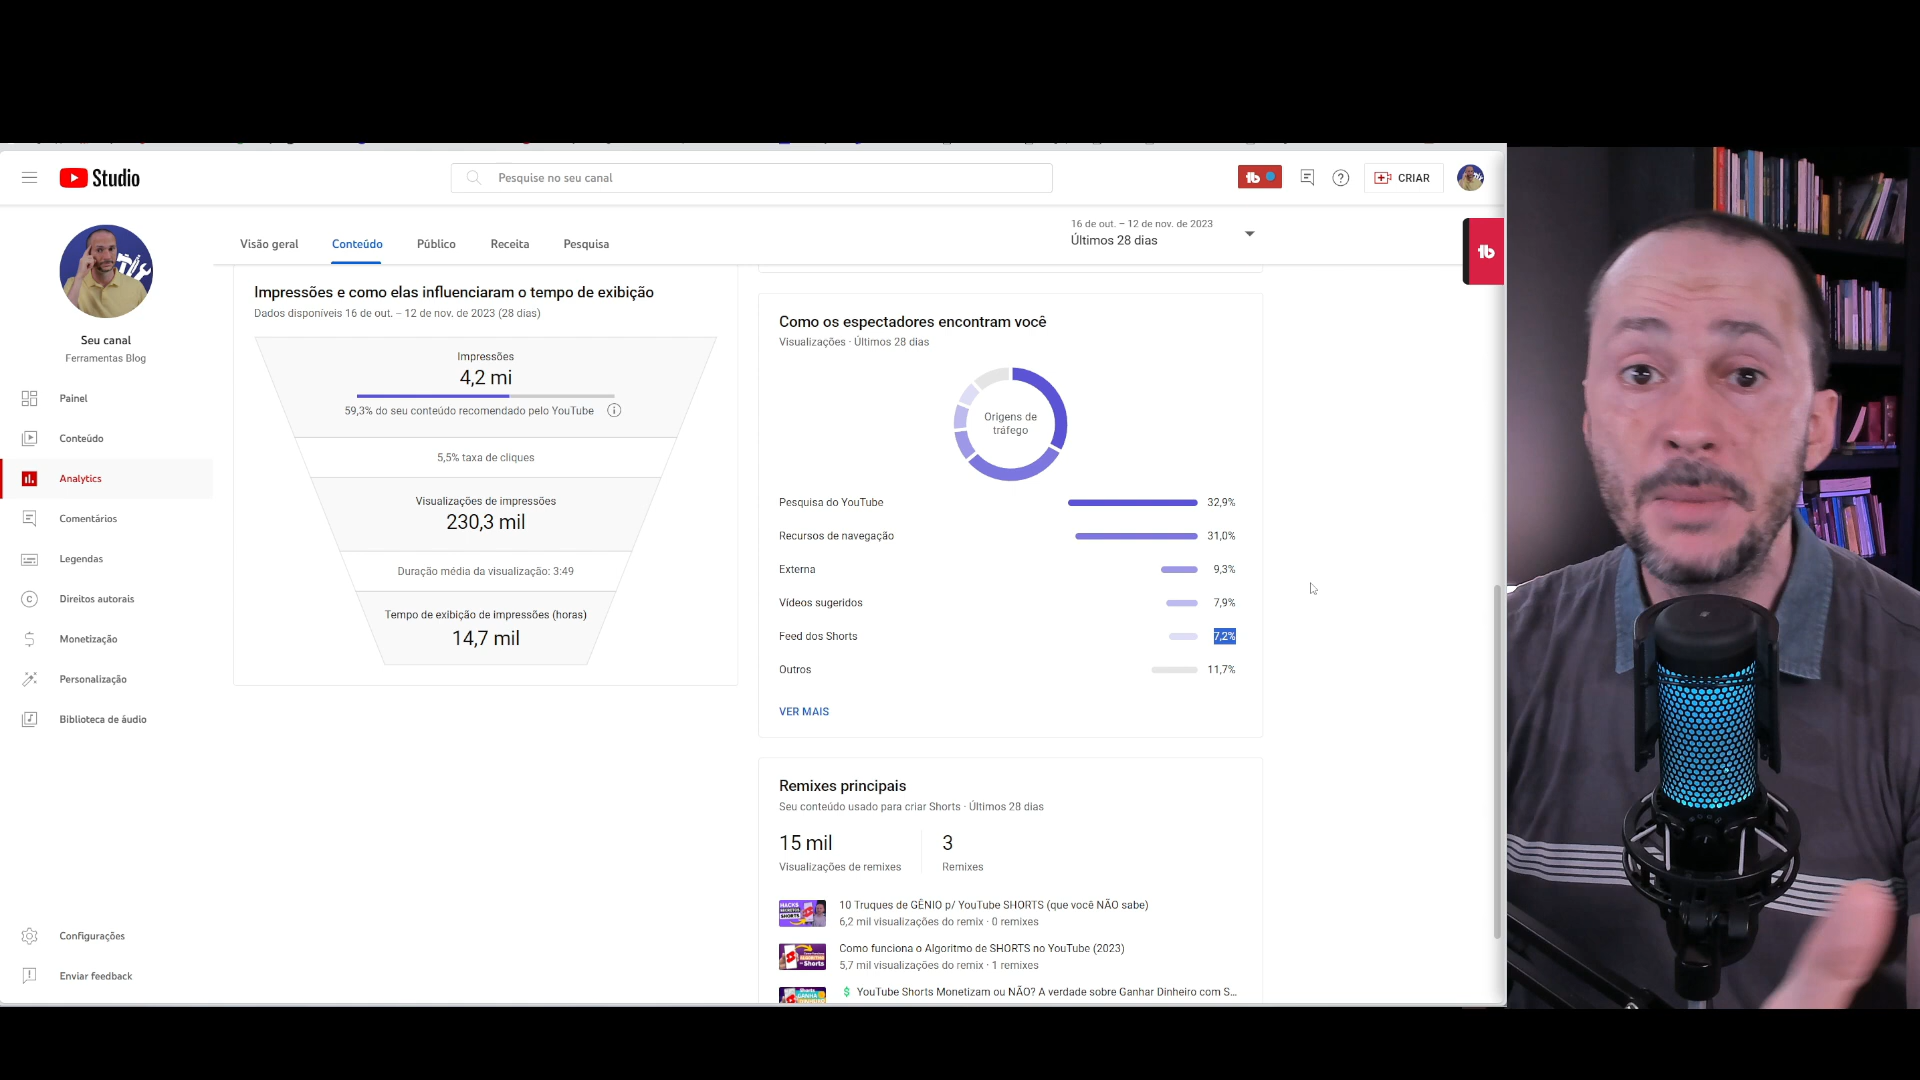 Studio
Pesquise no seu canal
CRIAR
Seu canal
Ferramentas Blog
Painel
Conteúdo
Analytics
Comentários
Legendas
Direitos autorais
Monetização
Personalização
Biblioteca de áudio
Configurações
Enviar feedback
Visão geral
Conteúdo
Público
Receita
Pesquisa
16 de out. – 12 de nov. de 2023
Últimos 28 dias
Impressões e como elas influenciaram o tempo de exibição
Dados disponíveis 16 de out. – 12 de nov. de 2023 (28 dias)
Impressões
4,2 mi
59,3% do seu conteúdo recomendado pelo YouTube
5,5% taxa de cliques
Visualizações de impressões
230,3 mil
Duração média da visualização: 3:49
Tempo de exibição de impressões (horas)
14,7 mil
Como os espectadores encontram você
Visualizações · Últimos 28 dias
Origens de
tráfego
Pesquisa do YouTube 32,9%
Recursos de navegação 31,0%
Externa 9,3%
Vídeos sugeridos 7,9%
Feed dos Shorts 7,2%
Outros 11,7%
VER MAIS
Remixes principais
Seu conteúdo usado para criar Shorts · Últimos 28 dias
15 mil
Visualizações de remixes
3
Remixes
10 Truques de GÊNIO p/ YouTube SHORTS (que você NÃO sabe)
6,2 mil visualizações do remix · 0 remixes
Como funciona o Algoritmo de SHORTS no YouTube (2023)
5,7 mil visualizações do remix · 1 remixes
$ YouTube Shorts Monetizam ou NÃO? A verdade sobre Ganhar Dinheiro com S...